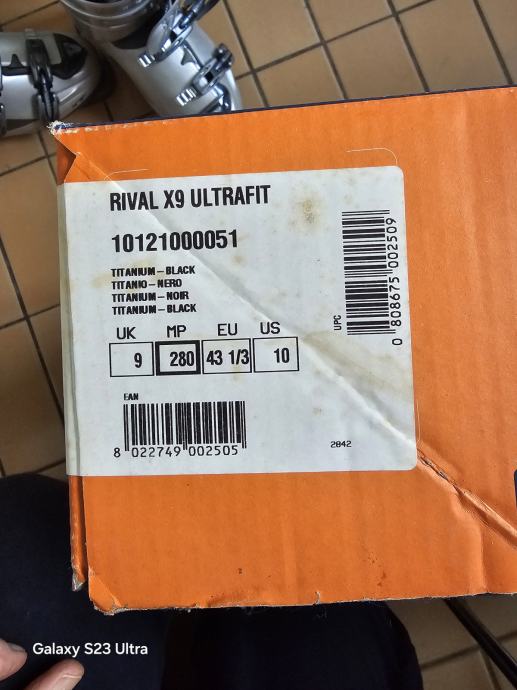 RIVAL X9 ULTRAFIT
10121000051
TITANIUM – BLACK
TITANIO – NERO
TITANIUM – NOIR
TITANIUM – BLACK
UK MP EU US
9 280 43 1/3 10
EAN
8 022749 002505
2842
UPC
0 808675 002509
Galaxy S23 Ultra